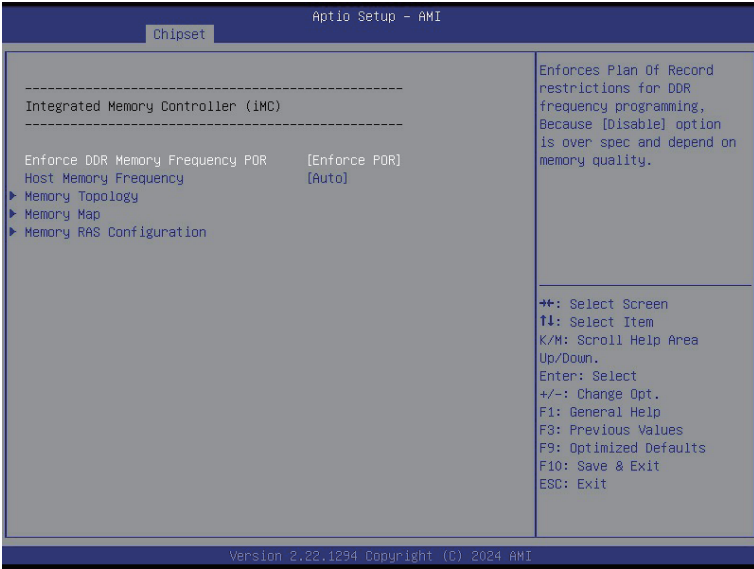 Aptio Setup – AMI
Chipset
--------------------------------------------------
Integrated Memory Controller (iMC)
--------------------------------------------------
Enforce DDR Memory Frequency POR [Enforce POR]
Host Memory Frequency [Auto]
Memory Topology
Memory Map
Memory RAS Configuration
Enforces Plan Of Record
restrictions for DDR
frequency programming,
Because [Disable] option
is over spec and depend on
memory quality.
→←: Select Screen
↑↓: Select Item
K/M: Scroll Help Area
Up/Down.
Enter: Select
+/-: Change Opt.
F1: General Help
F3: Previous Values
F9: Optimized Defaults
F10: Save & Exit
ESC: Exit
Version 2.22.1294 Copyright (C) 2024 AMI